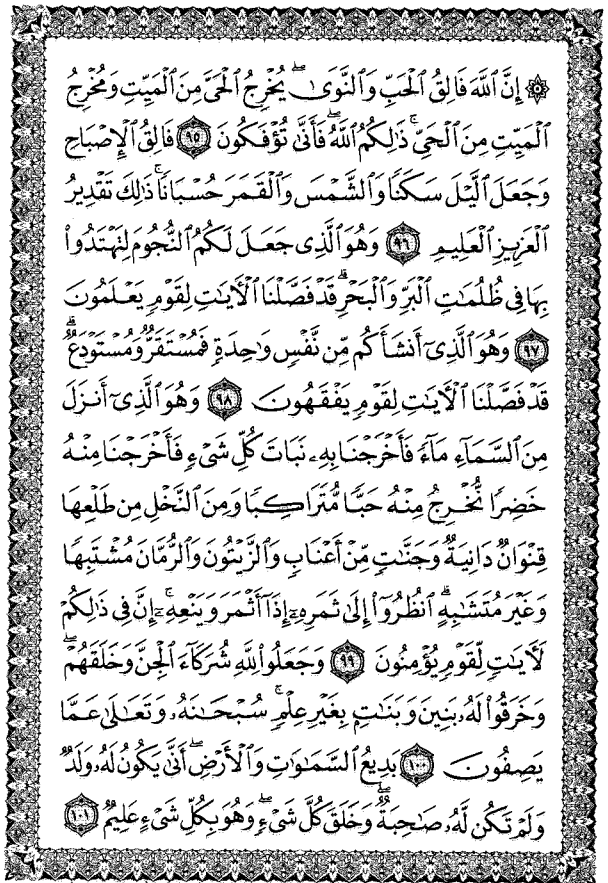 ۞ إِنَّ ٱللَّهَ فَالِقُ ٱلْحَبِّ وَٱلنَّوَىٰ ۖ يُخْرِجُ ٱلْحَىَّ مِنَ ٱلْمَيِّتِ وَمُخْرِجُ
ٱلْمَيِّتِ مِنَ ٱلْحَىِّ ۚ ذَٰلِكُمُ ٱللَّهُ ۖ فَأَنَّىٰ تُؤْفَكُونَ ٩٥ فَالِقُ ٱلْإِصْبَاحِ
وَجَعَلَ ٱلَّيْلَ سَكَنًا وَٱلشَّمْسَ وَٱلْقَمَرَ حُسْبَانًا ۚ ذَٰلِكَ تَقْدِيرُ
ٱلْعَزِيزِ ٱلْعَلِيمِ ٩٦ وَهُوَ ٱلَّذِى جَعَلَ لَكُمُ ٱلنُّجُومَ لِتَهْتَدُوا۟
بِهَا فِى ظُلُمَٰتِ ٱلْبَرِّ وَٱلْبَحْرِ ۗ قَدْ فَصَّلْنَا ٱلْـَٔايَٰتِ لِقَوْمٍ يَعْلَمُونَ
٩٧ وَهُوَ ٱلَّذِىٓ أَنشَأَكُم مِّن نَّفْسٍ وَٰحِدَةٍ فَمُسْتَقَرٌّ وَمُسْتَوْدَعٌ ۗ
قَدْ فَصَّلْنَا ٱلْـَٔايَٰتِ لِقَوْمٍ يَفْقَهُونَ ٩٨ وَهُوَ ٱلَّذِىٓ أَنزَلَ
مِنَ ٱلسَّمَآءِ مَآءً فَأَخْرَجْنَا بِهِۦ نَبَاتَ كُلِّ شَىْءٍ فَأَخْرَجْنَا مِنْهُ
خَضِرًا نُّخْرِجُ مِنْهُ حَبًّا مُّتَرَاكِبًا وَمِنَ ٱلنَّخْلِ مِن طَلْعِهَا
قِنْوَانٌ دَانِيَةٌ وَجَنَّٰتٍ مِّنْ أَعْنَابٍ وَٱلزَّيْتُونَ وَٱلرُّمَّانَ مُشْتَبِهًا
وَغَيْرَ مُتَشَٰبِهٍ ۗ ٱنظُرُوٓا۟ إِلَىٰ ثَمَرِهِۦٓ إِذَآ أَثْمَرَ وَيَنْعِهِۦٓ ۚ إِنَّ فِى ذَٰلِكُمْ
لَـَٔايَٰتٍ لِّقَوْمٍ يُؤْمِنُونَ ٩٩ وَجَعَلُوا۟ لِلَّهِ شُرَكَآءَ ٱلْجِنَّ وَخَلَقَهُمْ ۖ
وَخَرَقُوا۟ لَهُۥ بَنِينَ وَبَنَٰتٍۭ بِغَيْرِ عِلْمٍ ۚ سُبْحَٰنَهُۥ وَتَعَٰلَىٰ عَمَّا
يَصِفُونَ ١٠٠ بَدِيعُ ٱلسَّمَٰوَٰتِ وَٱلْأَرْضِ ۖ أَنَّىٰ يَكُونُ لَهُۥ وَلَدٌ
وَلَمْ تَكُن لَّهُۥ صَٰحِبَةٌ ۖ وَخَلَقَ كُلَّ شَىْءٍ ۖ وَهُوَ بِكُلِّ شَىْءٍ عَلِيمٌ ١٠١